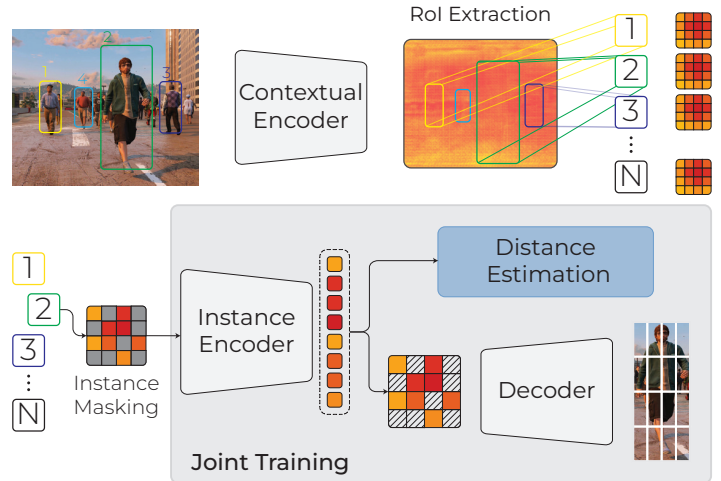 RoI Extraction
1
2
3
4
Contextual
Encoder
1
2
3
N
1
2
3
N
Instance
Masking
Instance
Encoder
Distance
Estimation
Decoder
Joint Training